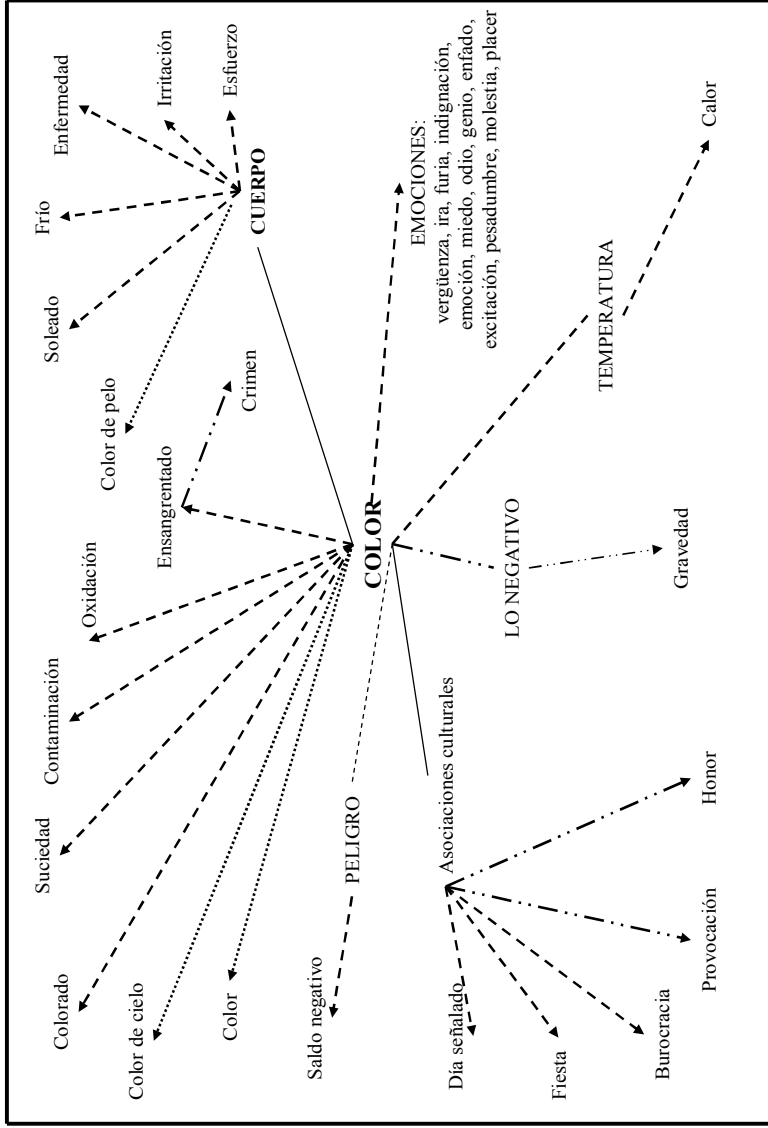 Suciedad
Frío
Contaminación
Soleado
Colorado
Enfermedad
Oxidación
Color de pelo
Color de cielo
Ensangrentado
Irritación
Color
Crimen
Esfuerzo
CUERPO
Saldo negativo
PELIGRO
COLOR
EMOCIONES:
vergüenza, ira, furia, indignación,
emoción, miedo, odio, genio, enfado,
excitación, pesadumbre, molestia, placer
Asociaciones culturales
Día señalado
LO NEGATIVO
Fiesta
TEMPERATURA
Burocracia
Gravedad
Provocación
Honor
Calor